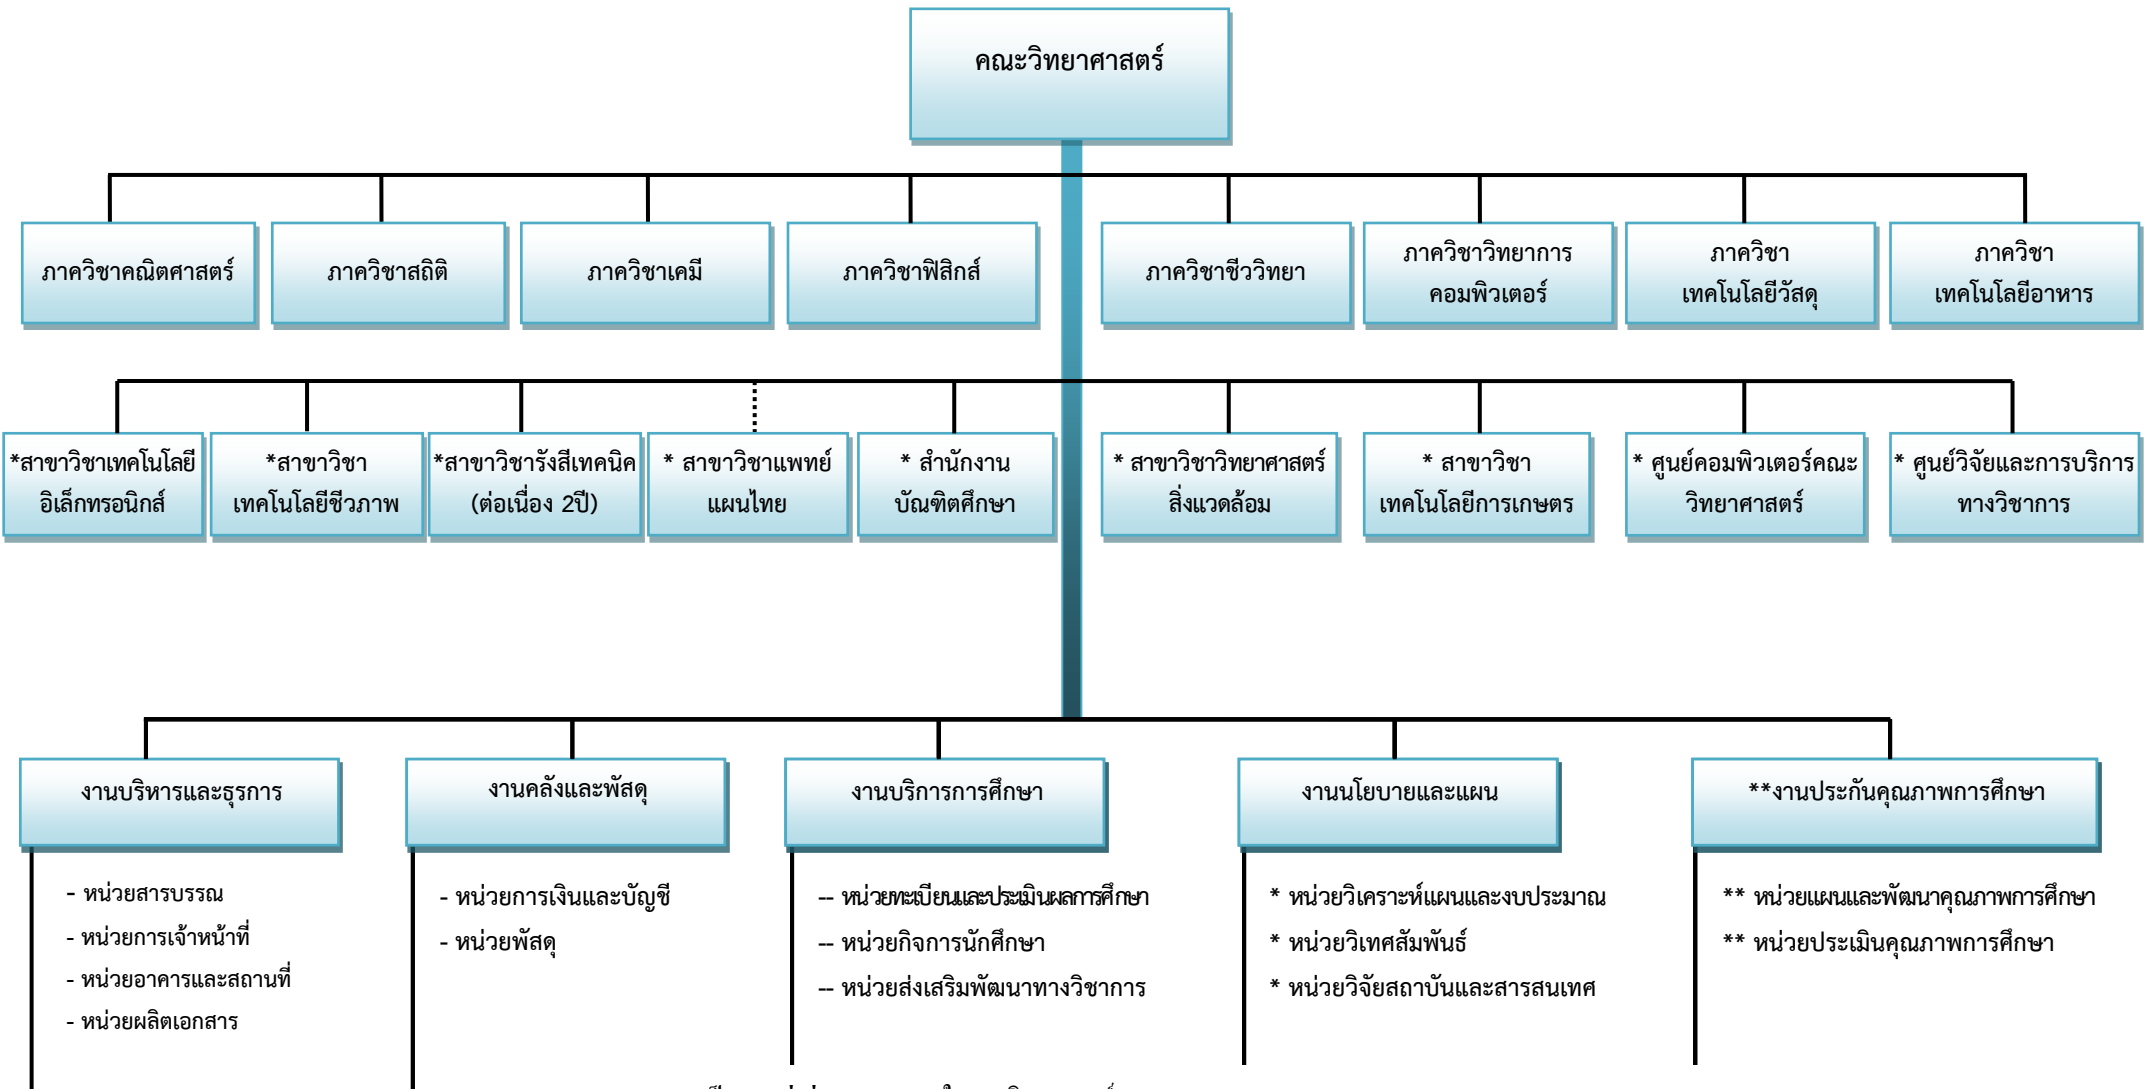 คณะวิทยาศาสตร์
ภาควิชาคณิตศาสตร์
ภาควิชาสถิติ
ภาควิชาเคมี
ภาควิชาฟิสิกส์
ภาควิชาชีววิทยา
ภาควิชาวิทยาการ
คอมพิวเตอร์
ภาควิชา
เทคโนโลยีวัสดุ
ภาควิชา
เทคโนโลยีอาหาร
*สาขาวิชาเทคโนโลยี
อิเล็กทรอนิกส์
*สาขาวิชา
เทคโนโลยีชีวภาพ
*สาขาวิชารังสีเทคนิค
(ต่อเนื่อง 2ปี)
* สาขาวิชาแพทย์
แผนไทย
* สำนักงาน
บัณฑิตศึกษา
* สาขาวิชาวิทยาศาสตร์
สิ่งแวดล้อม
* สาขาวิชา
เทคโนโลยีการเกษตร
* ศูนย์คอมพิวเตอร์คณะ
วิทยาศาสตร์
* ศูนย์วิจัยและการบริการ
ทางวิชาการ
งานบริหารและธุรการ
- หน่วยสารบรรณ
- หน่วยการเจ้าหน้าที่
- หน่วยอาคารและสถานที่
- หน่วยผลิตเอกสาร
งานคลังและพัสดุ
- หน่วยการเงินและบัญชี
- หน่วยพัสดุ
งานบริการการศึกษา
-- หน่วยทะเบียนและประเมินผลการศึกษา
-- หน่วยกิจการนักศึกษา
-- หน่วยส่งเสริมพัฒนาทางวิชาการ
งานนโยบายและแผน
* หน่วยวิเคราะห์แผนและงบประมาณ
* หน่วยวิเทศสัมพันธ์
* หน่วยวิจัยสถาบันและสารสนเทศ
**งานประกันคุณภาพการศึกษา
** หน่วยแผนและพัฒนาคุณภาพการศึกษา
** หน่วยประเมินคุณภาพการศึกษา